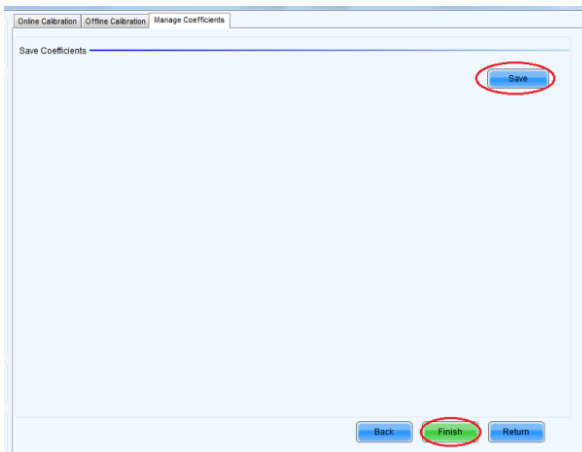 Online Calibration Offline Calibration Manage Coefficients
Save Coefficients
Save
Back Finish Return